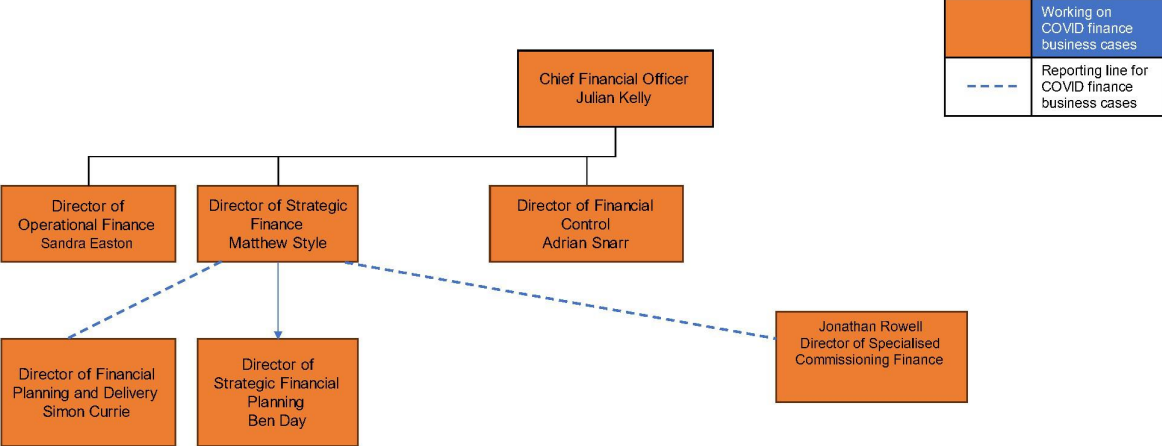 Working on
COVID finance
business cases
Reporting line for
COVID finance
business cases
Chief Financial Officer
Julian Kelly
Director of
Operational Finance
Sandra Easton
Director of Strategic
Finance
Matthew Style
Director of Financial
Control
Adrian Snarr
Director of Financial
Planning and Delivery
Simon Currie
Director of
Strategic Financial
Planning
Ben Day
Jonathan Rowell
Director of Specialised
Commissioning Finance